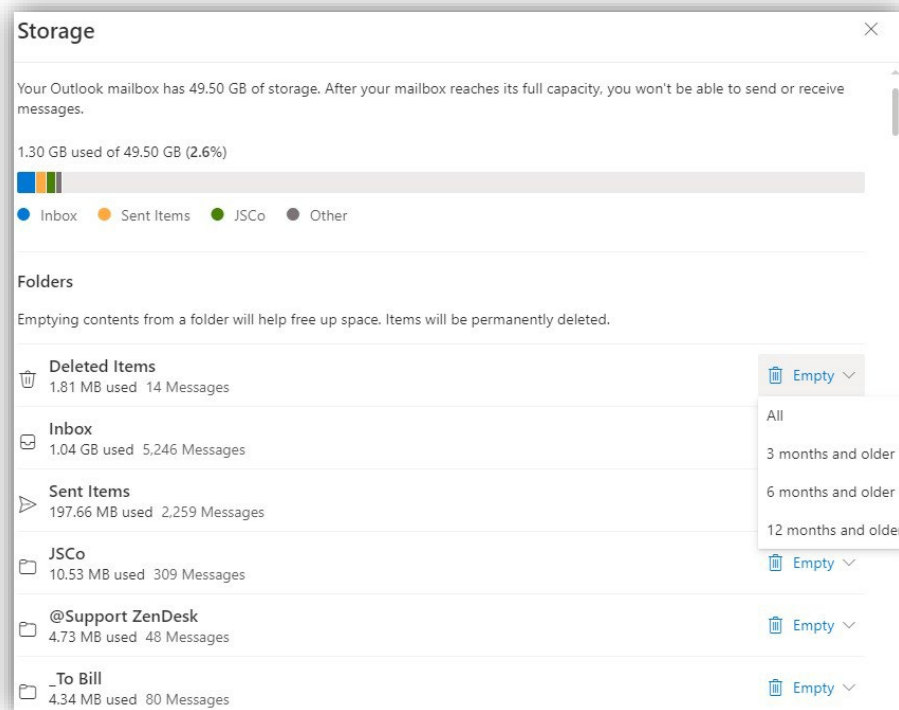 Storage
Your Outlook mailbox has 49.50 GB of storage. After your mailbox reaches its full capacity, you won't be able to send or receive
messages.
1.30 GB used of 49.50 GB (2.6%)
Inbox Sent Items JSCo Other
Folders
Emptying contents from a folder will help free up space. Items will be permanently deleted.
Deleted Items
1.81 MB used 14 Messages
Empty
All
3 months and older
6 months and older
12 months and older
Inbox
1.04 GB used 5,246 Messages
Sent Items
197.66 MB used 2,259 Messages
JSCo
10.53 MB used 309 Messages
Empty
@Support ZenDesk
4.73 MB used 48 Messages
Empty
_To Bill
4.34 MB used 80 Messages
Empty